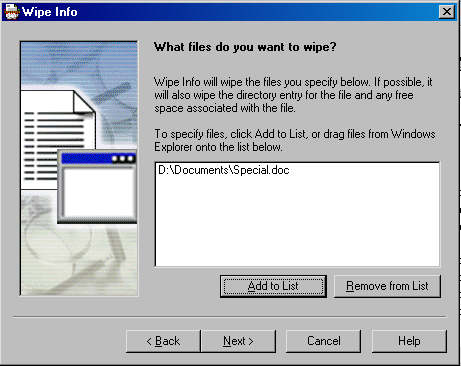 Wipe Info
What files do you want to wipe?
Wipe Info will wipe the files you specify below. If possible, it
will also wipe the directory entry for the file and any free
space associated with the file.
To specify files, click Add to List, or drag files from Windows
Explorer onto the list below.
D:\Documents\Special.doc
Add to List
Remove from List
< Back
Next >
Cancel
Help